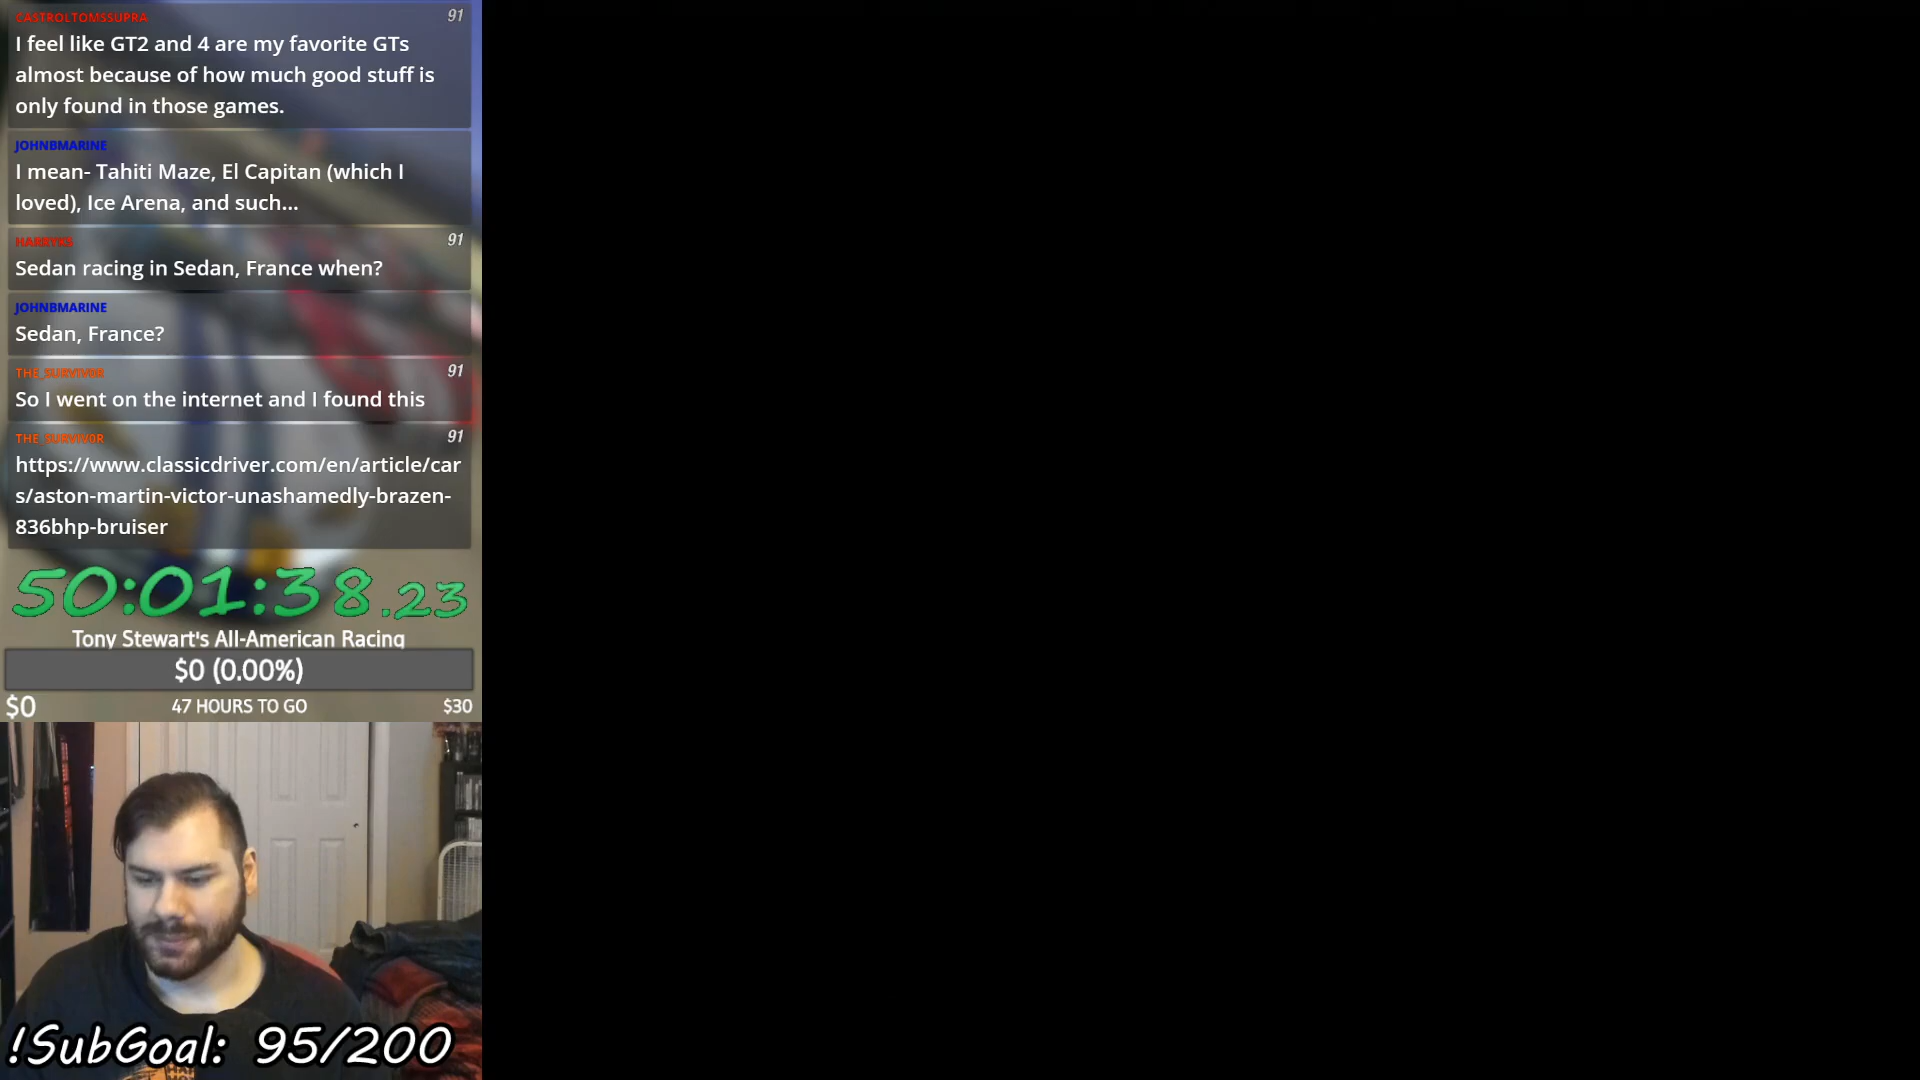 CASTROLTOMSSUPRA 91
I feel like GT2 and 4 are my favorite GTs
almost because of how much good stuff is
only found in those games.
JOHNBMARINE
I mean- Tahiti Maze, El Capitan (which I
loved), Ice Arena, and such...
91
Sedan racing in Sedan, France when?
JOHNBMARINE
Sedan, France?
THE_SURVIV0R 91
So I went on the internet and I found this
THE_SURVIV0R 91
https://www.classicdriver.com/en/article/car
s/aston-martin-victor-unashamedly-brazen-
836bhp-bruiser
50:01:38.23
Tony Stewart's All-American Racing
$0 (0.00%)
$0 47 HOURS TO GO $30
!SubGoal: 95/200